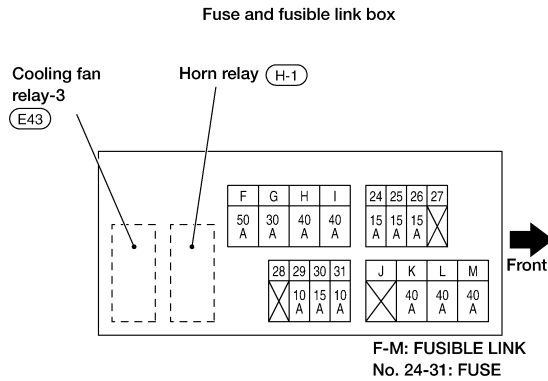 Fuse and fusible link box
Cooling fan
relay-3
E43
Horn relay H-1
F G H I
50 A 30 A 40 A 40 A
24 25 26 27
15 A 15 A 15 A
28 29 30 31
10 A 15 A 10 A
J K L M
40 A 40 A 40 A
Front
F-M: FUSIBLE LINK
No. 24-31: FUSE